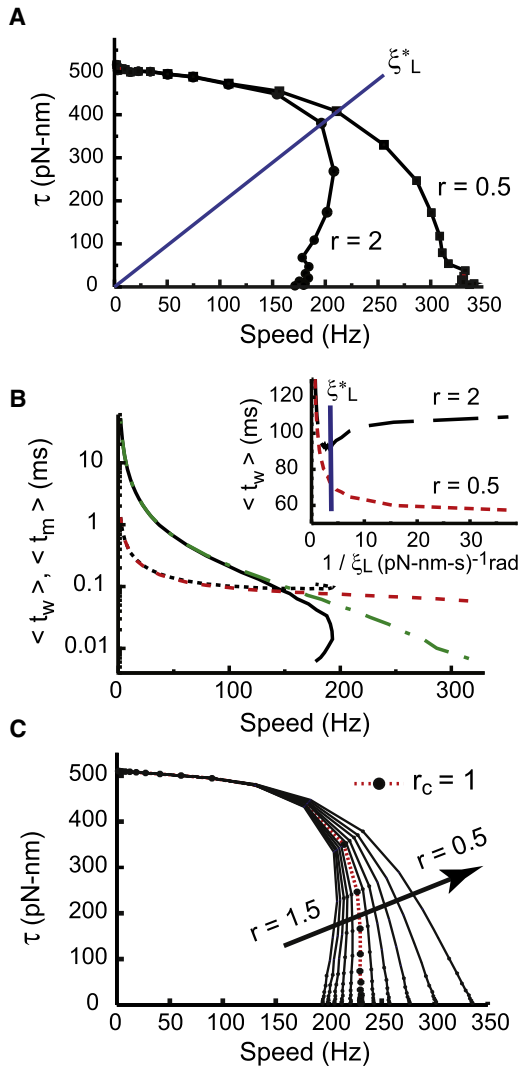 A
τ (pN-nm)
500
400
300
200
100
0
ξ*L
r = 0.5
r = 2
0 50 100 150 200 250 300 350
Speed (Hz)
B
< tw >, < tm > (ms)
10
1
0.1
0.01
0 100 200 300
Speed (Hz)
< tw > (ms)
120
100
80
60
ξ*L
r = 2
r = 0.5
0 10 20 30
1 / ξL (pN-nm-s)-1rad
C
τ (pN-nm)
500
400
300
200
100
0
rc = 1
r = 0.5
r = 1.5
0 50 100 150 200 250 300 350
Speed (Hz)